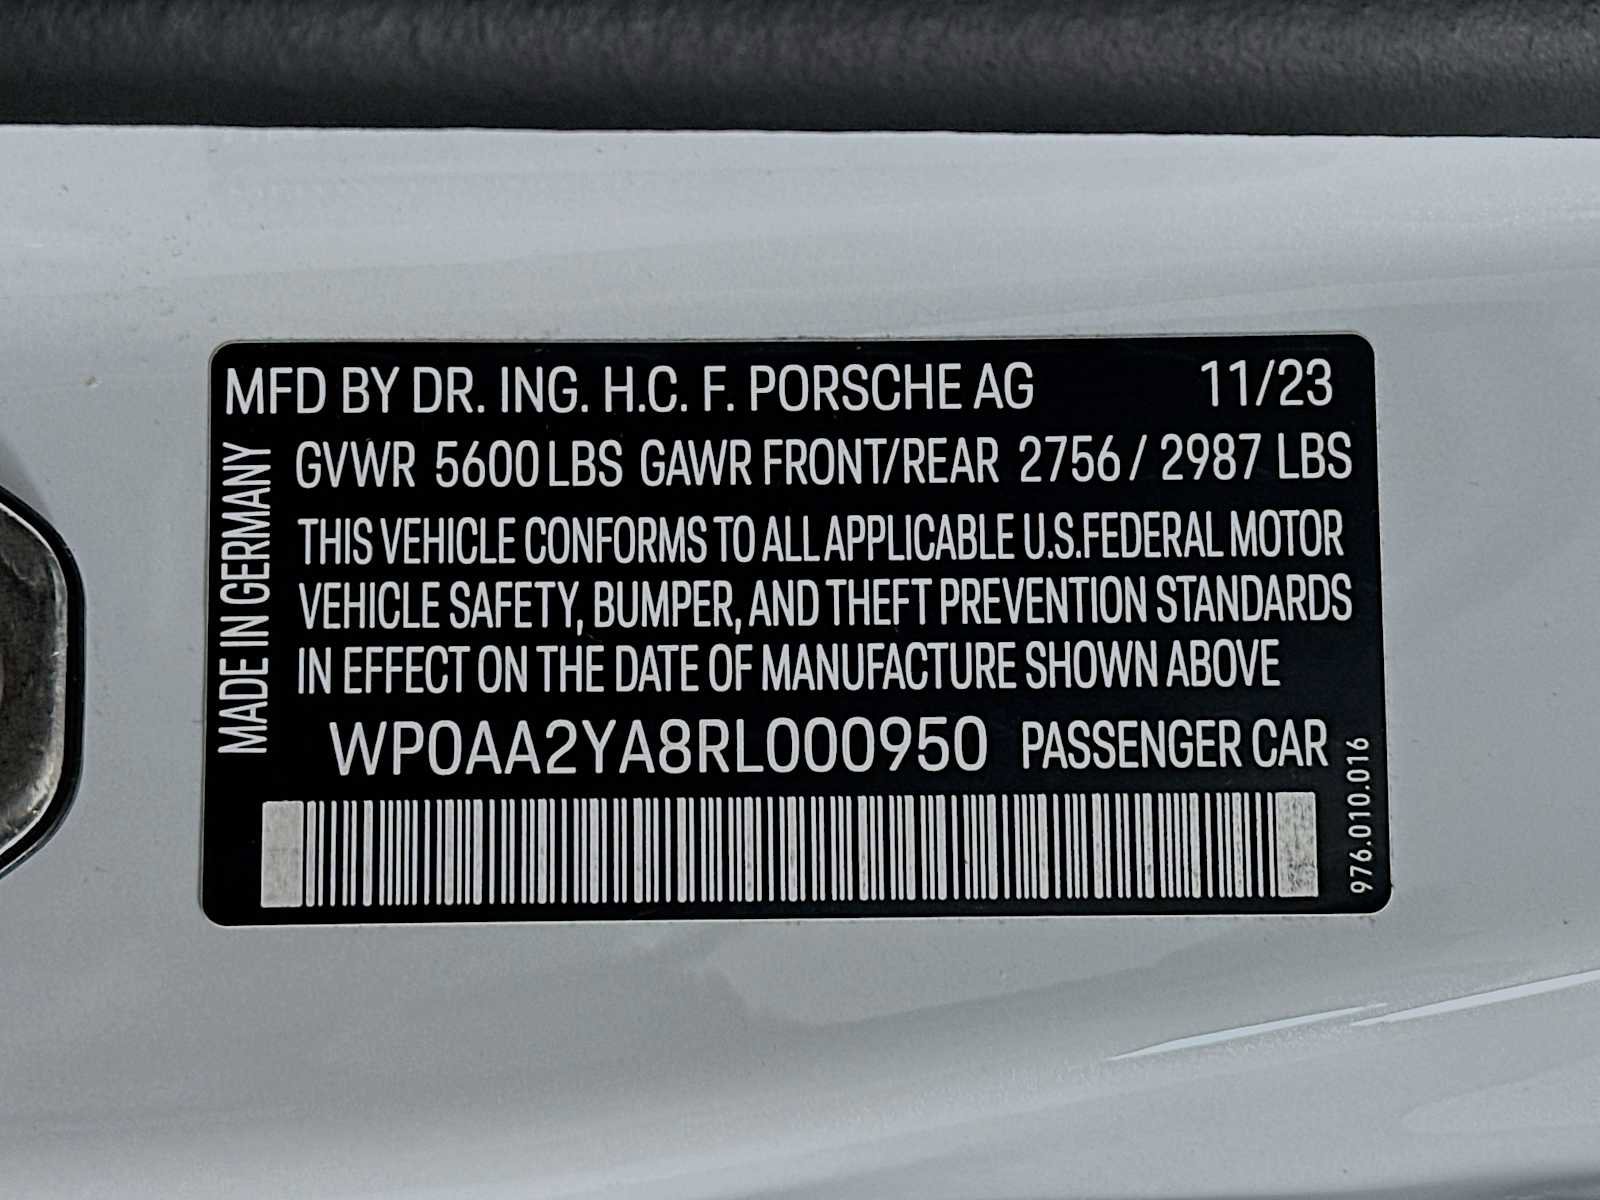 MFD BY DR. ING. H.C. F. PORSCHE AG 11/23
GVWR 5600 LBS GAWR FRONT/REAR 2756 / 2987 LBS
THIS VEHICLE CONFORMS TO ALL APPLICABLE U.S.FEDERAL MOTOR
VEHICLE SAFETY, BUMPER, AND THEFT PREVENTION STANDARDS
IN EFFECT ON THE DATE OF MANUFACTURE SHOWN ABOVE
WP0AA2YA8RL000950 PASSENGER CAR
MADE IN GERMANY
976.010.016